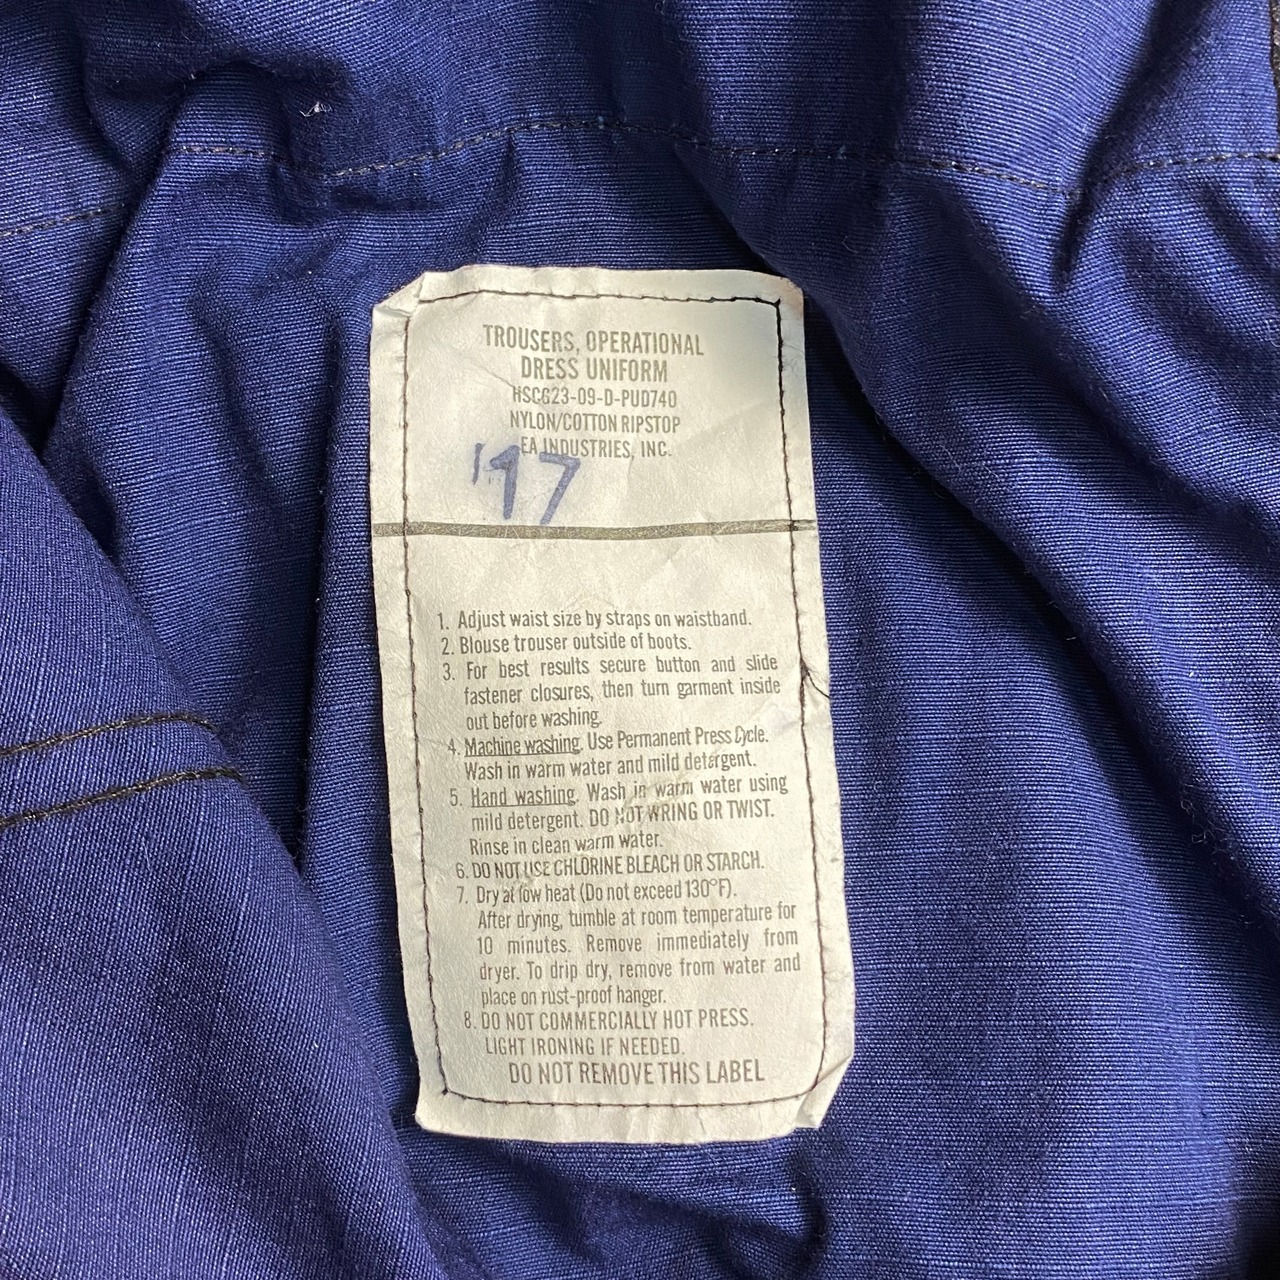 TROUSERS, OPERATIONAL
DRESS UNIFORM
HSCG23-09-D-PUD740
NYLON/COTTON RIPSTOP
EA INDUSTRIES, INC.
'17
1. Adjust waist size by straps on waistband.
2. Blouse trouser outside of boots.
3. For best results secure button and slide
fastener closures, then turn garment inside
out before washing.
4. Machine washing. Use Permanent Press Cycle.
Wash in warm water and mild detergent.
5. Hand washing. Wash in warm water using
mild detergent. DO NOT WRING OR TWIST.
Rinse in clean warm water.
6. DO NOT USE CHLORINE BLEACH OR STARCH.
7. Dry at low heat (Do not exceed 130°F).
After drying, tumble at room temperature for
10 minutes. Remove immediately from
dryer. To drip dry, remove from water and
place on rust-proof hanger.
8. DO NOT COMMERCIALLY HOT PRESS.
LIGHT IRONING IF NEEDED.
DO NOT REMOVE THIS LABEL